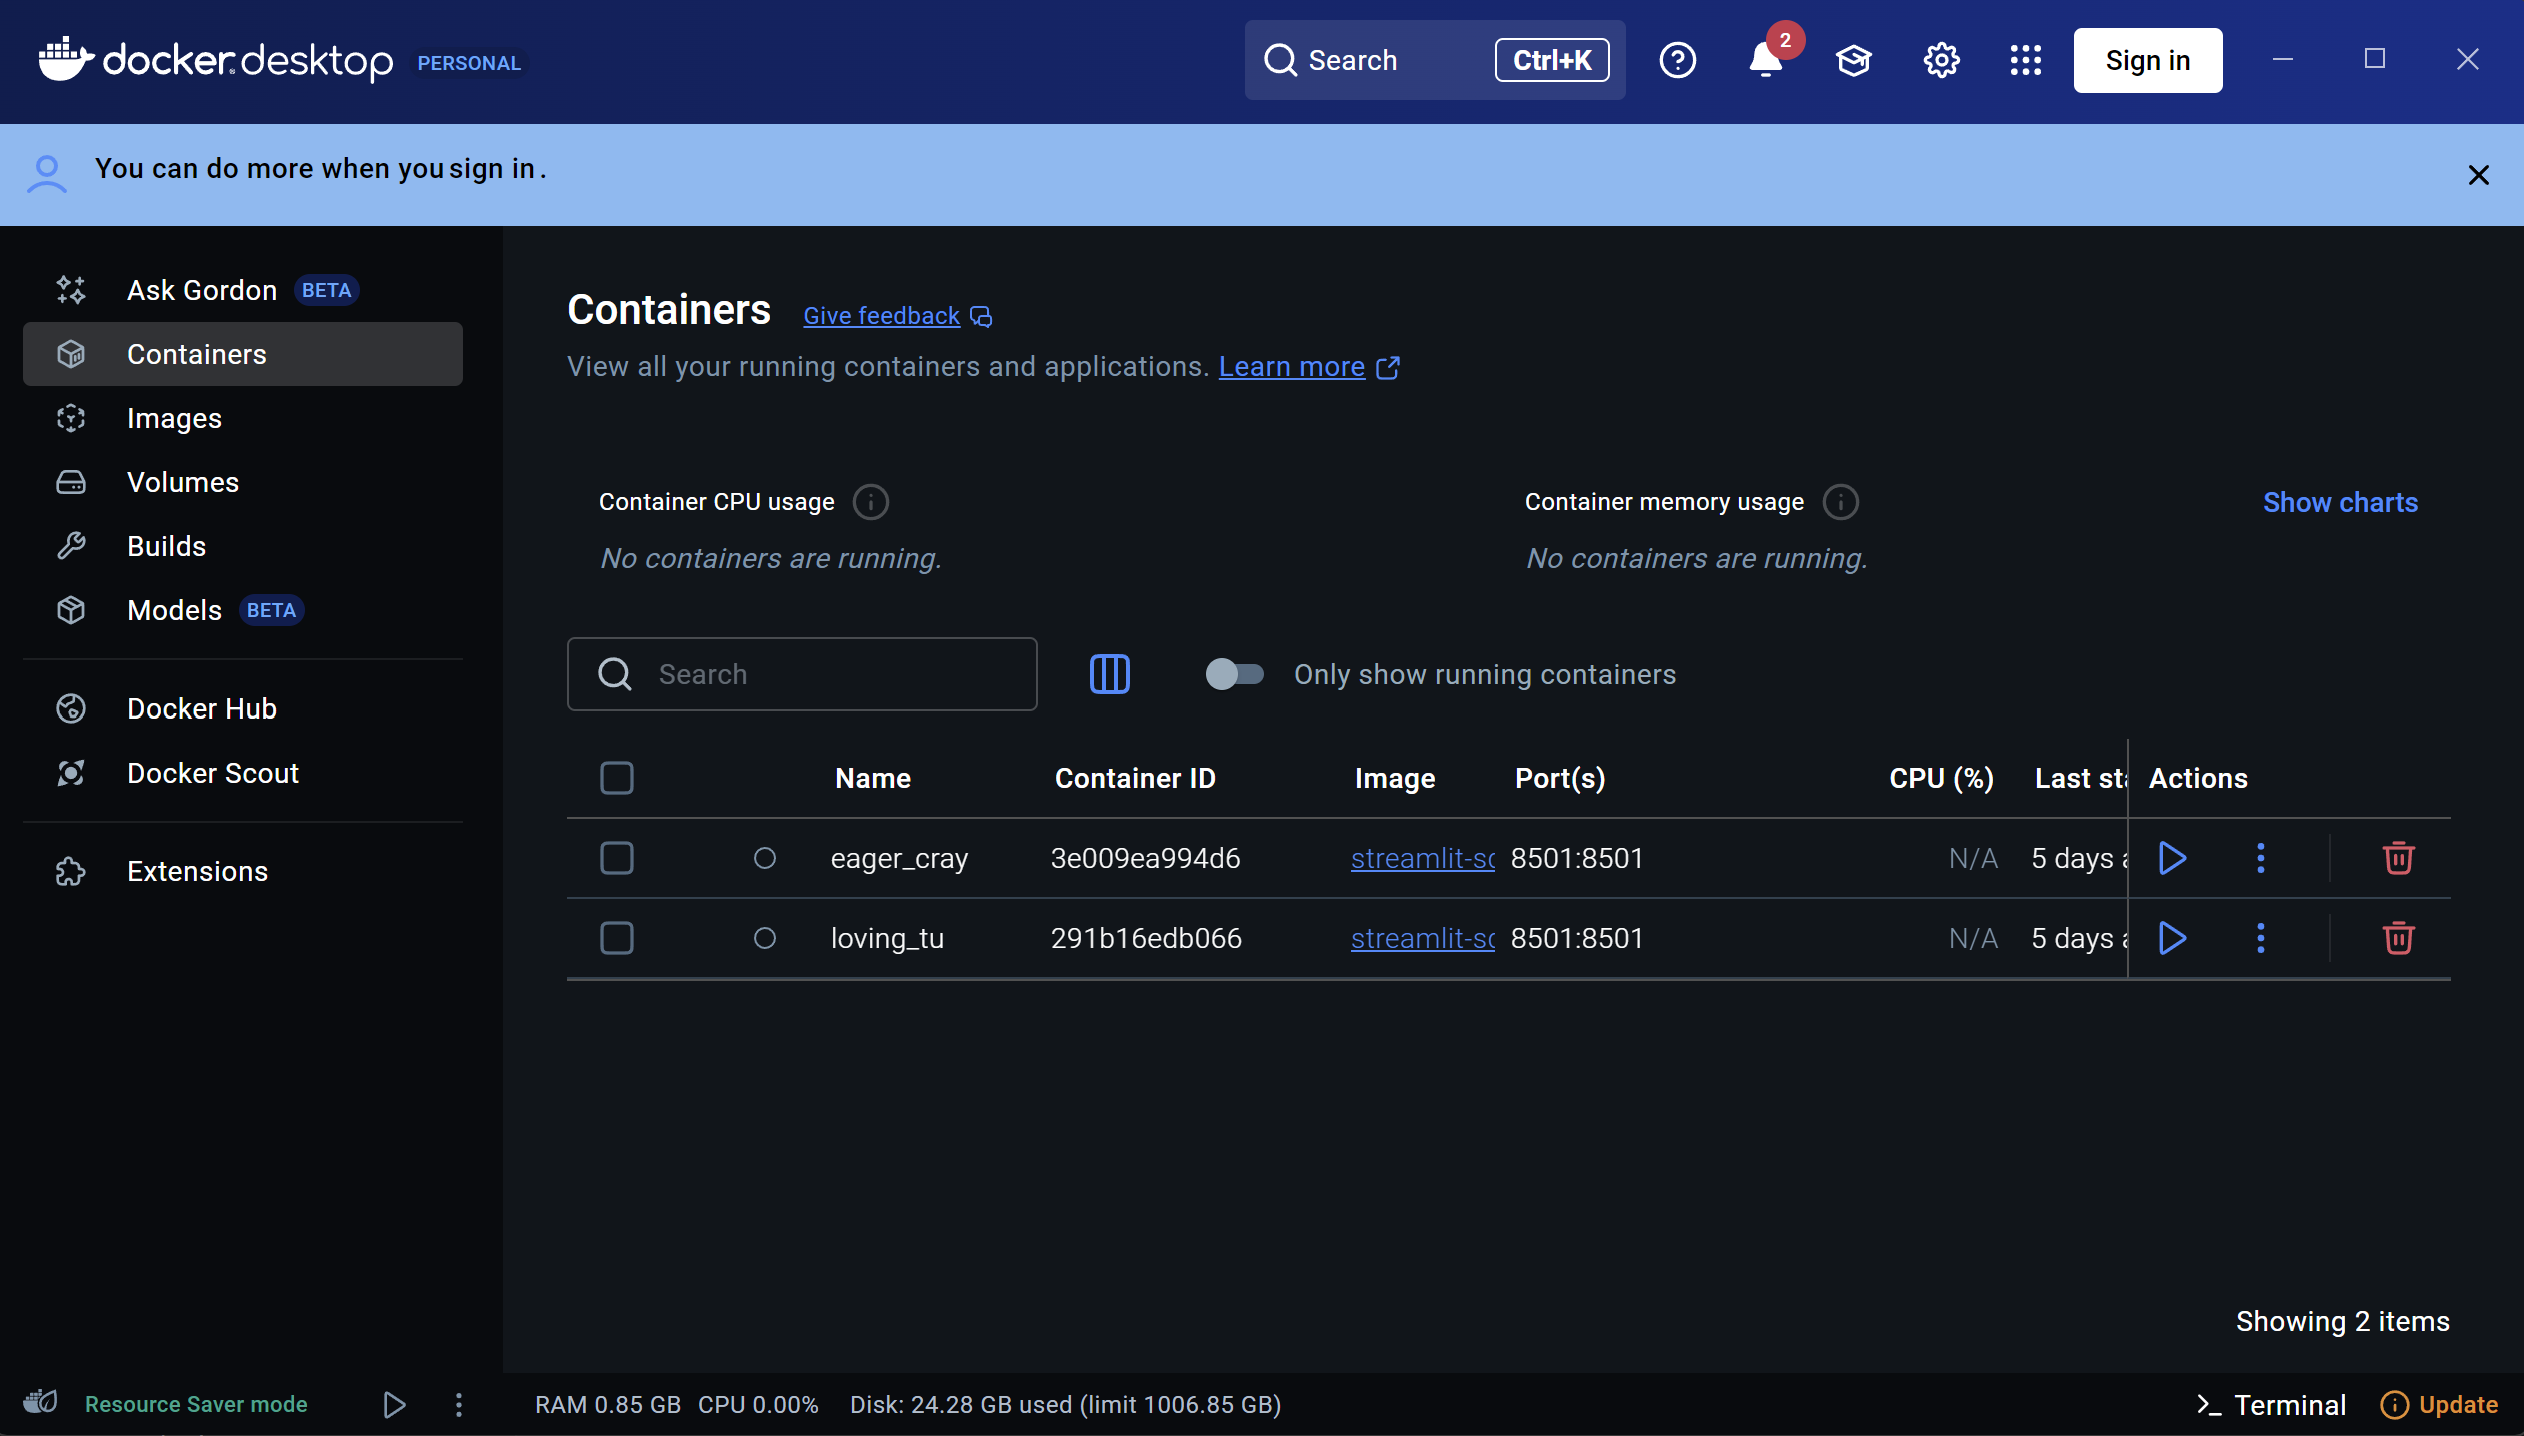 docker desktop PERSONAL
Search Ctrl+K
2
Sign in
You can do more when you sign in.
Ask Gordon BETA
Containers
Images
Volumes
Builds
Models BETA
Docker Hub
Docker Scout
Extensions
Containers Give feedback
View all your running containers and applications. Learn more
Container CPU usage
No containers are running.
Container memory usage
No containers are running.
Show charts
Search
Only show running containers
Name Container ID Image Port(s) CPU (%) Last sta Actions
eager_cray 3e009ea994d6 streamlit-sc 8501:8501 N/A 5 days a
loving_tu 291b16edb066 streamlit-sc 8501:8501 N/A 5 days a
Showing 2 items
Resource Saver mode
RAM 0.85 GB CPU 0.00% Disk: 24.28 GB used (limit 1006.85 GB)
Terminal
Update